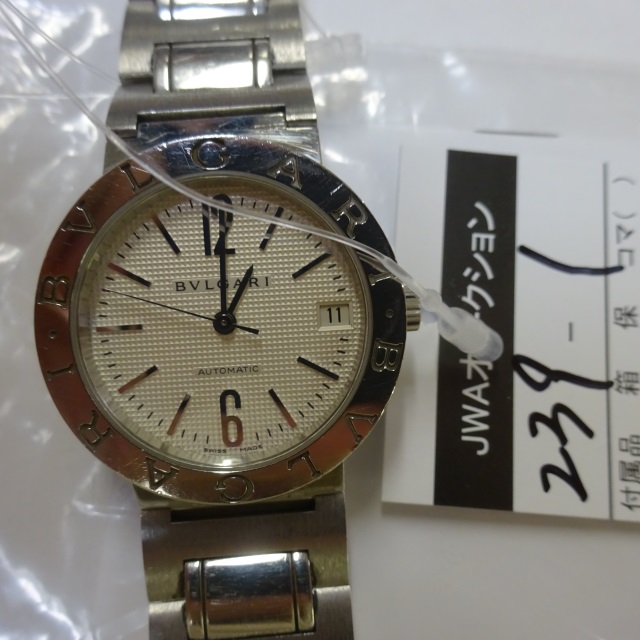 BVLGARI BVLGARI
12
BVLGARI
11
AUTOMATIC
6
SWISS MADE
JWAオークション
239-1
付属品 箱 保 コマ( )